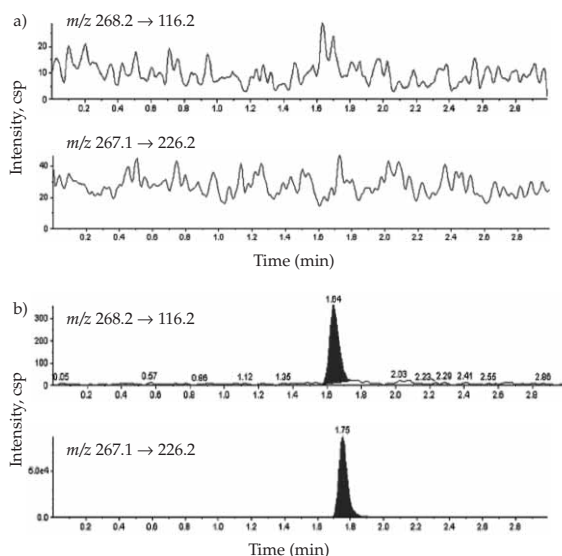 a)
m/z 268.2 → 116.2
20
10
0
0.2 0.4 0.6 0.8 1.0 1.2 1.4 1.6 1.8 2.0 2.2 2.4 2.6 2.8
Intensity, csp
m/z 267.1 → 226.2
40
20
0
0.2 0.4 0.6 0.8 1.0 1.2 1.4 1.6 1.8 2.0 2.2 2.4 2.6 2.8
Time (min)
b)
m/z 268.2 → 116.2
1.64
300
200
100
0
0.05 0.57 0.96 1.12 1.35 2.03 2.23 2.29 2.41 2.55 2.86
0.2 0.4 0.6 0.8 1.0 1.2 1.4 1.6 1.8 2.0 2.2 2.4 2.6 2.8
Intensity, csp
m/z 267.1 → 226.2
1.75
5.0e4
0.0
0.2 0.4 0.6 0.8 1.0 1.2 1.4 1.6 1.8 2.0 2.2 2.4 2.6 2.8
Time (min)